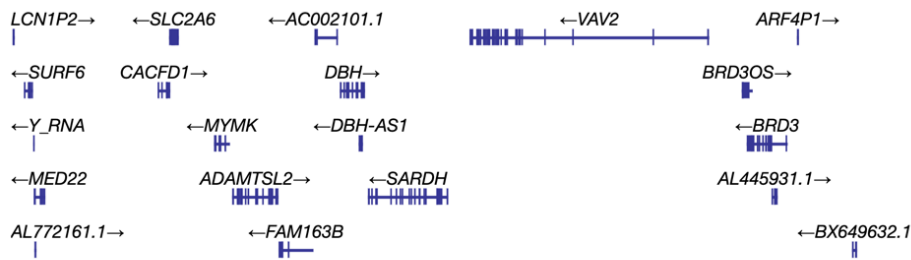 LCN1P2→ ←SLC2A6 ←AC002101.1 ←VAV2 ARF4P1→
←SURF6 CACFD1→ DBH→ BRD3OS→
←Y_RNA ←MYMK ←DBH-AS1 ←BRD3
←MED22 ADAMTSL2→ ←SARDH AL445931.1→
AL772161.1→ ←FAM163B ←BX649632.1